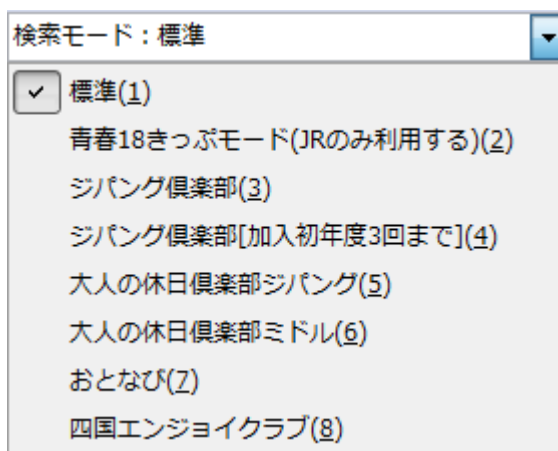 検索モード：標準
標準(1)
青春18きっぷモード(JRのみ利用する)(2)
ジパング倶楽部(3)
ジパング倶楽部[加入初年度3回まで](4)
大人の休日倶楽部ジパング(5)
大人の休日倶楽部ミドル(6)
おとなび(7)
四国エンジョイクラブ(8)